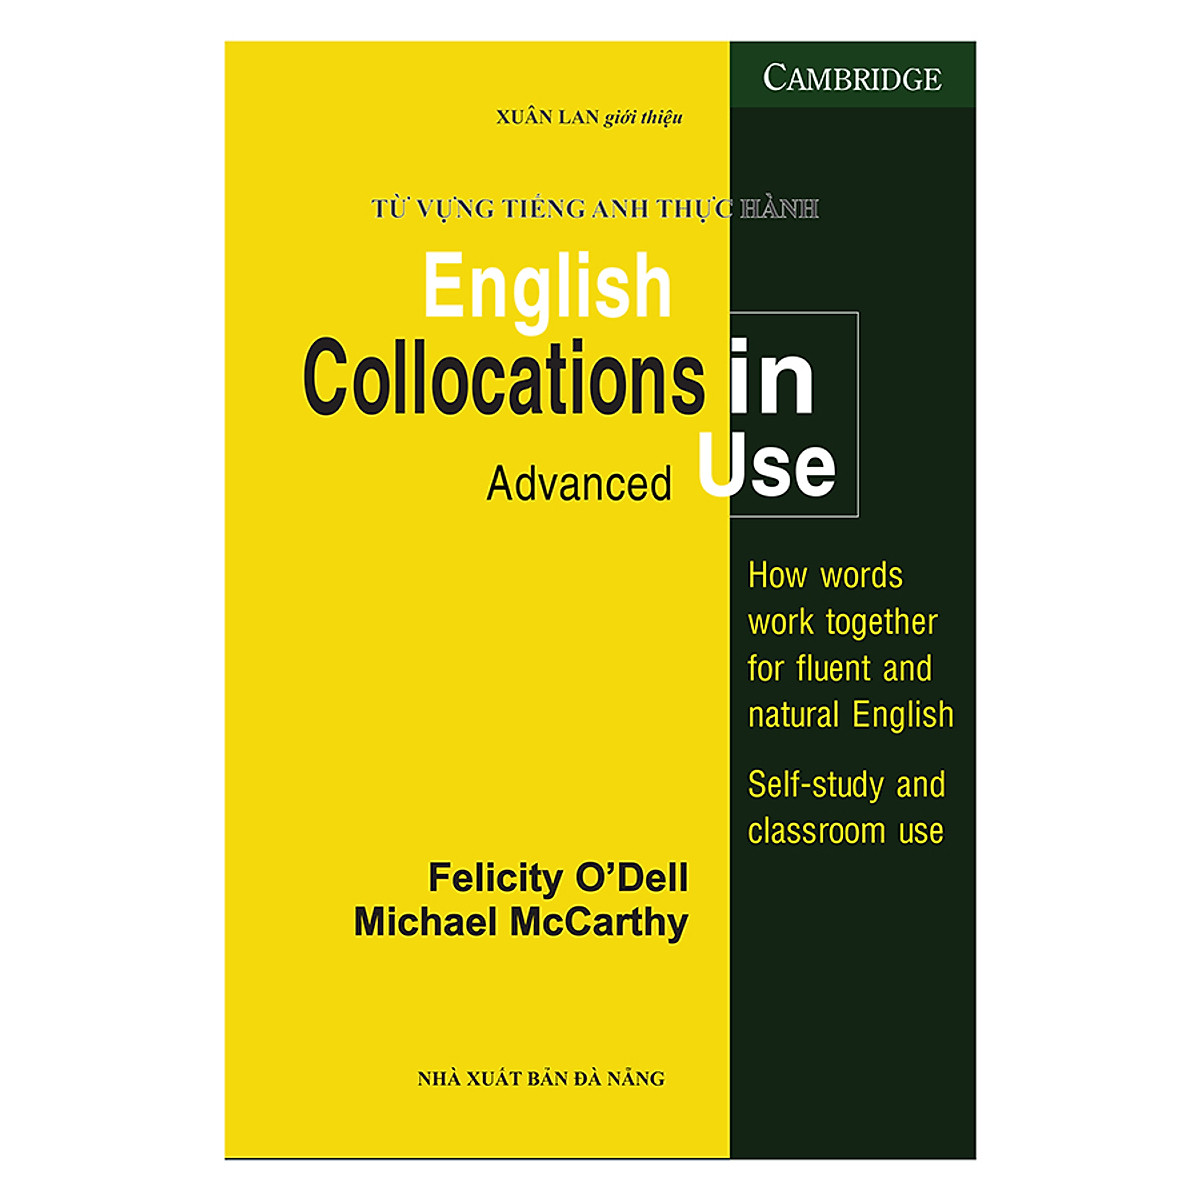 CAMBRIDGE
XUÂN LAN giới thiệu
TỪ VỰNG TIẾNG ANH THỰC HÀNH
English
Collocations in
Advanced Use
How words
work together
for fluent and
natural English
Self-study and
classroom use
Felicity O'Dell
Michael McCarthy
NHÀ XUẤT BẢN ĐÀ NẴNG